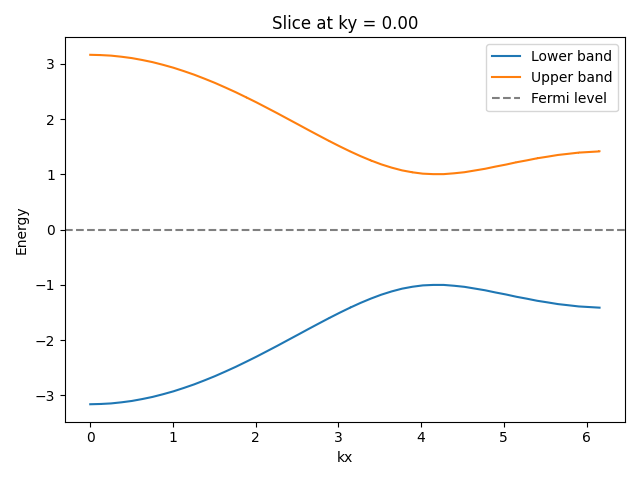 Slice at ky = 0.00
Lower band
Upper band
Fermi level
Energy
3
2
1
0
−1
−2
−3
0 1 2 3 4 5 6
kx